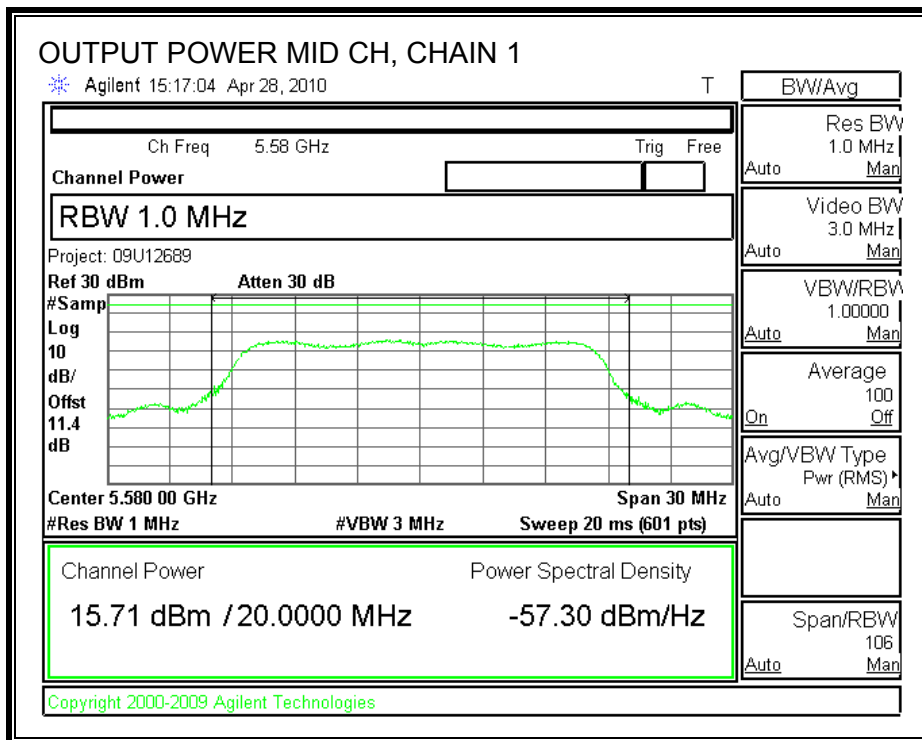 OUTPUT POWER MID CH, CHAIN 1
Agilent 15:17:04 Apr 28, 2010 T
BW/Avg
Ch Freq 5.58 GHz Trig Free
Channel Power
Res BW
1.0 MHz
Auto Man
RBW 1.0 MHz
Video BW
3.0 MHz
Auto Man
Project: 09U12689
Ref 30 dBm Atten 30 dB
#Samp
Log
10
dB/
Offst
11.4
dB
VBW/RBW
1.00000
Auto Man
Average
100
On Off
Avg/VBW Type
Pwr (RMS)
Auto Man
Center 5.580 00 GHz Span 30 MHz
#Res BW 1 MHz #VBW 3 MHz Sweep 20 ms (601 pts)
Channel Power Power Spectral Density
15.71 dBm / 20.0000 MHz -57.30 dBm/Hz
Span/RBW
106
Auto Man
Copyright 2000-2009 Agilent Technologies